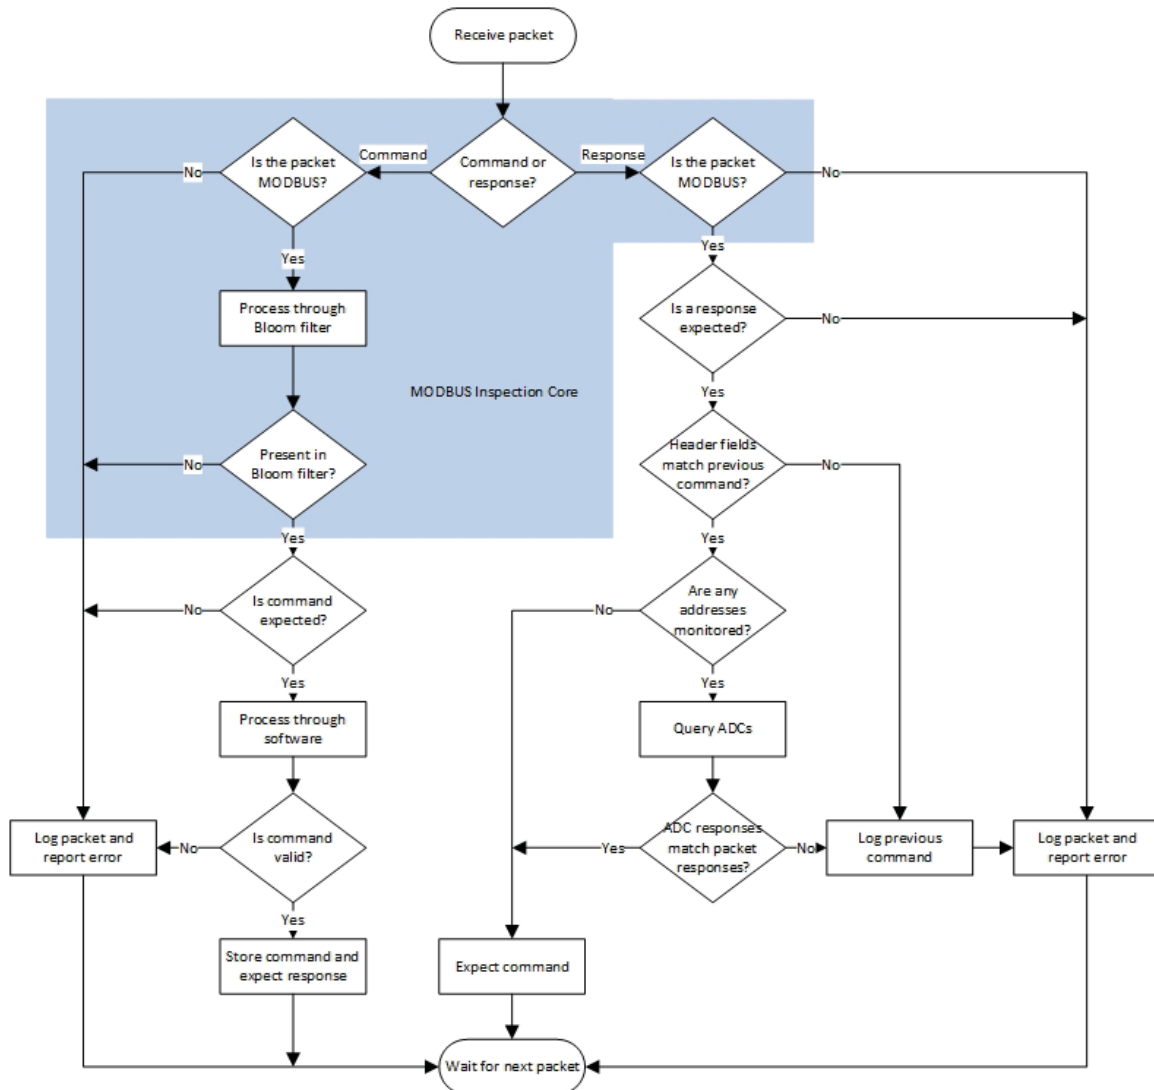 Receive packet
Is the packet
MODBUS?
Command
Command or
response?
Response
Is the packet
MODBUS?
No
No
Yes
Yes
Process through
Bloom filter
Is a response
expected?
No
MODBUS Inspection Core
Yes
Present in
Bloom filter?
No
Header fields
match previous
command?
No
Yes
Yes
Is command
expected?
No
Are any
addresses
monitored?
No
Yes
Yes
Process through
software
Query ADCs
Log packet and
report error
No
Is command
valid?
Yes
ADC responses
match packet
responses?
No
Log previous
command
Log packet and
report error
Yes
Store command and
expect response
Expect command
Wait for next packet